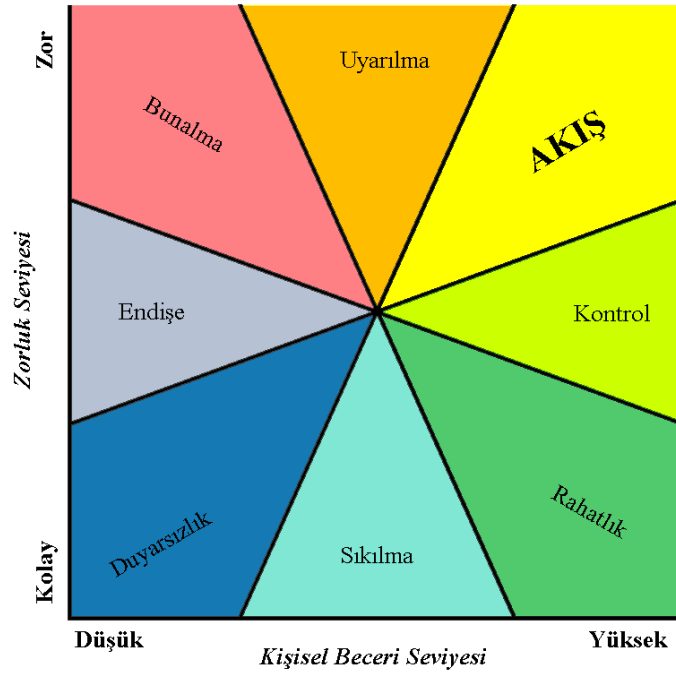 Zor
Uyarılma
Bunalma
AKIŞ
Zorluk Seviyesi
Endişe
Kontrol
Duyarsızlık
Sıkılma
Rahatlık
Kolay
Düşük
Kişisel Beceri Seviyesi
Yüksek